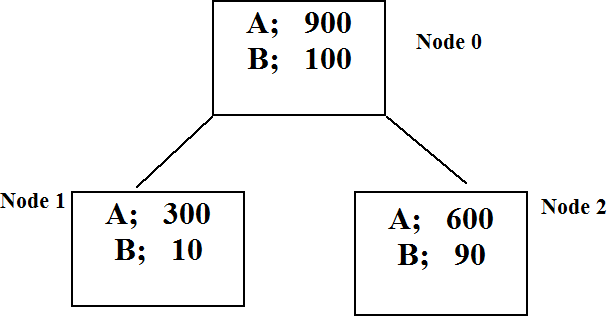 A; 900
B; 100
Node 0
Node 1
A; 300
B; 10
A; 600
B; 90
Node 2